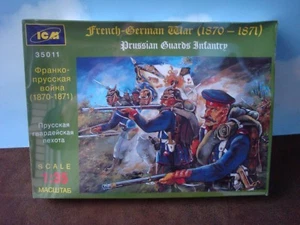 ICM
35011
French-German War (1870 – 1871)
Prussian Guards Infantry
Франко-
прусская
война
(1870-1871)
Прусская
гвардейская
пехота
SCALE
1:35
МАСШТАБ